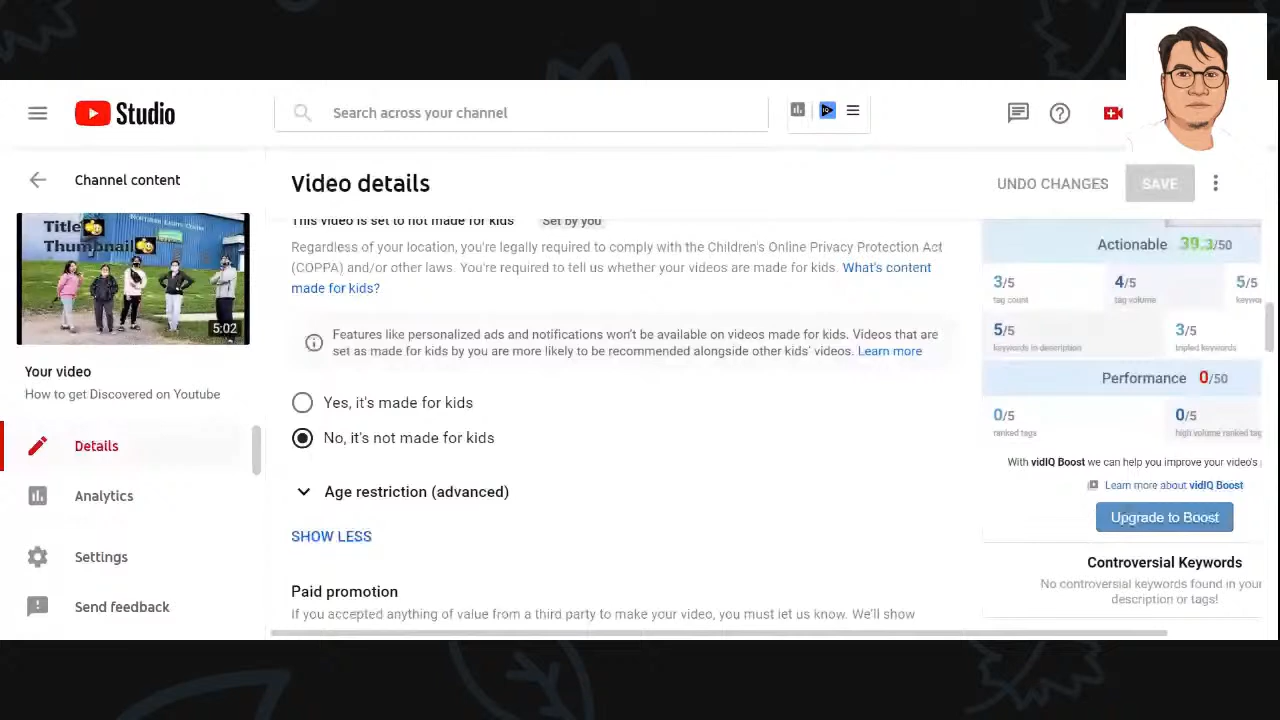 Studio
Search across your channel
Channel content
Video details
UNDO CHANGES
SAVE
Title
Thumbnail
5:02
Your video
How to get Discovered on Youtube
Details
Analytics
Settings
Send feedback
This video is set to not made for kids
Set by you
Regardless of your location, you're legally required to comply with the Children's Online Privacy Protection Act
(COPPA) and/or other laws. You're required to tell us whether your videos are made for kids. What's content
made for kids?
Features like personalized ads and notifications won't be available on videos made for kids. Videos that are
set as made for kids by you are more likely to be recommended alongside other kids' videos. Learn more
Yes, it's made for kids
No, it's not made for kids
Age restriction (advanced)
SHOW LESS
Paid promotion
If you accepted anything of value from a third party to make your video, you must let us know. We'll show
Actionable 39.3/50
3/5
tag count
4/5
tag volume
5/5
5/5
keywords in description
3/5
tripled keywords
Performance 0/50
0/5
ranked tags
0/5
high volume ranked tag
With vidIQ Boost we can help you improve your video's
Learn more about vidIQ Boost
Upgrade to Boost
Controversial Keywords
No controversial keywords found in your
description or tags!